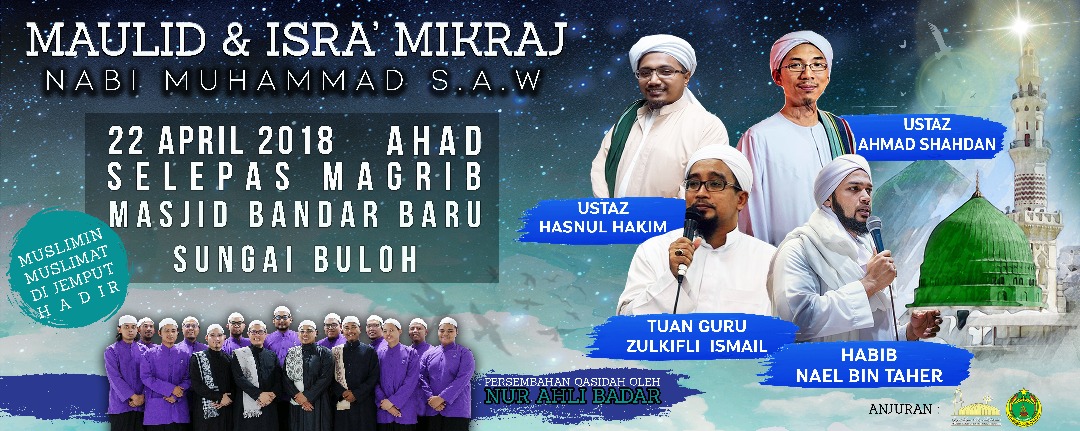 MAULID & ISRA' MIKRAJ
NABI MUHAMMAD S.A.W
22 APRIL 2018 AHAD
SELEPAS MAGRIB
MASJID BANDAR BARU
SUNGAI BULOH
MUSLIMIN
MUSLIMAT
DI JEMPUT
HADIR
USTAZ
AHMAD SHAHDAN
USTAZ
HASNUL HAKIM
TUAN GURU
ZULKIFLI ISMAIL
HABIB
NAEL BIN TAHER
PERSEMBAHAN QASIDAH OLEH
NUR AHLI BADAR
ANJURAN :